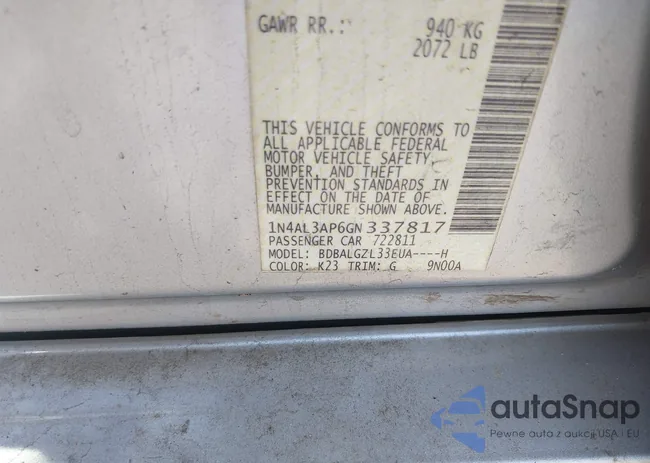 GAWR RR.: 940 KG
2072 LB
THIS VEHICLE CONFORMS TO
ALL APPLICABLE FEDERAL
MOTOR VEHICLE SAFETY,
BUMPER, AND THEFT
PREVENTION STANDARDS IN
EFFECT ON THE DATE OF
MANUFACTURE SHOWN ABOVE.
1N4AL3AP6GN337817
PASSENGER CAR 722811
MODEL: BDBALGZL33EUA----H
COLOR: K23 TRIM: G 9N00A
autaSnap
Pewne auta z aukcji USA i EU